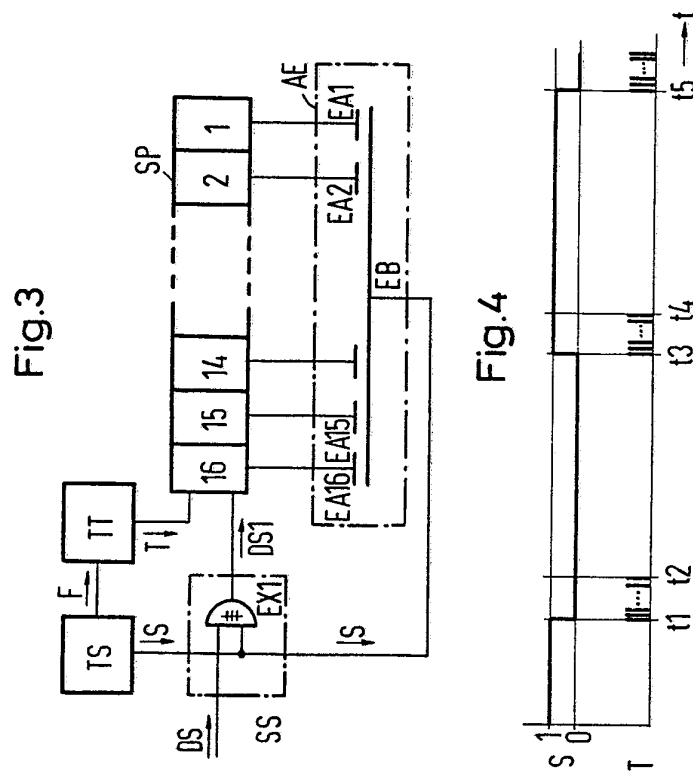 Fig.3
TS
F
TT
T
S
SP
16
15
14
2
1
DS
SS
EX1
DS1
S
AE
EA16
EA15
EA2
EA1
EB
Fig.4
S
1
0
T
t1
t2
t3
t4
t5
t